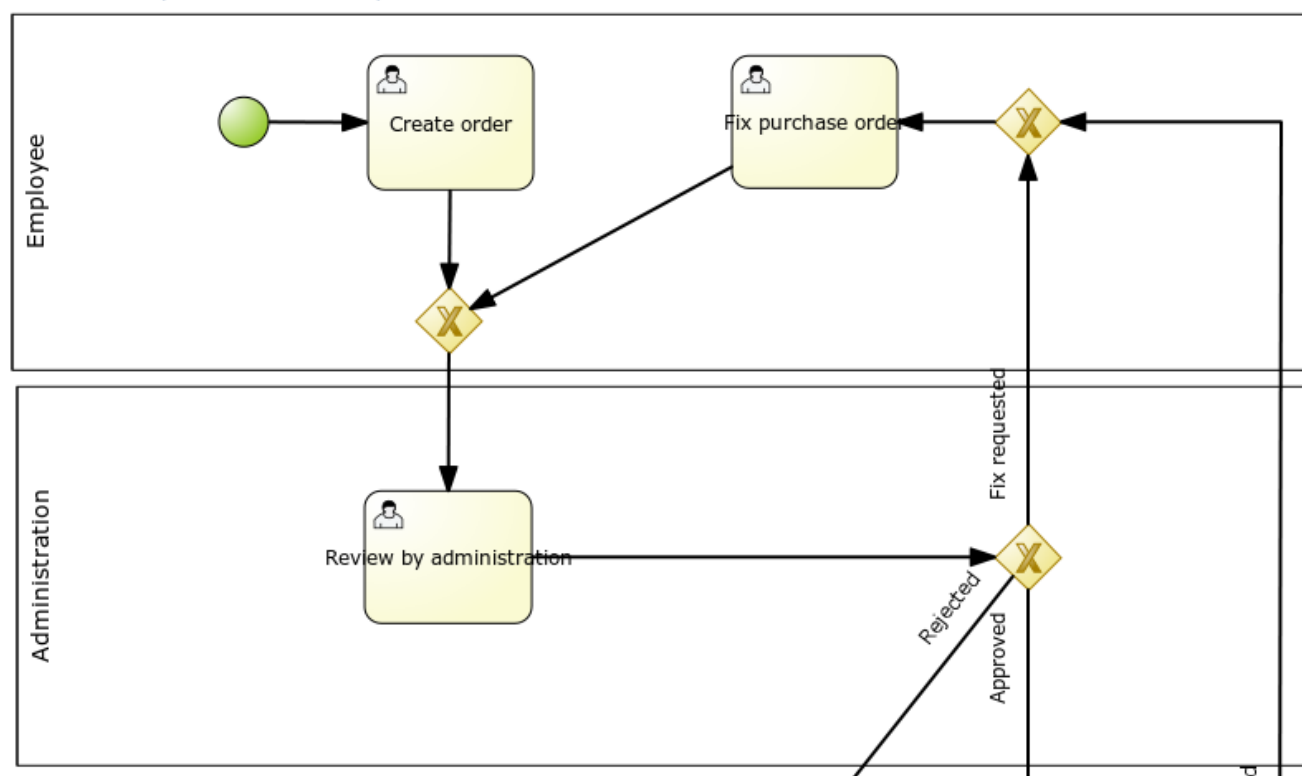 Employee
Create order
Fix purchase order
Fix requested
Administration
Review by administration
Rejected
Approved